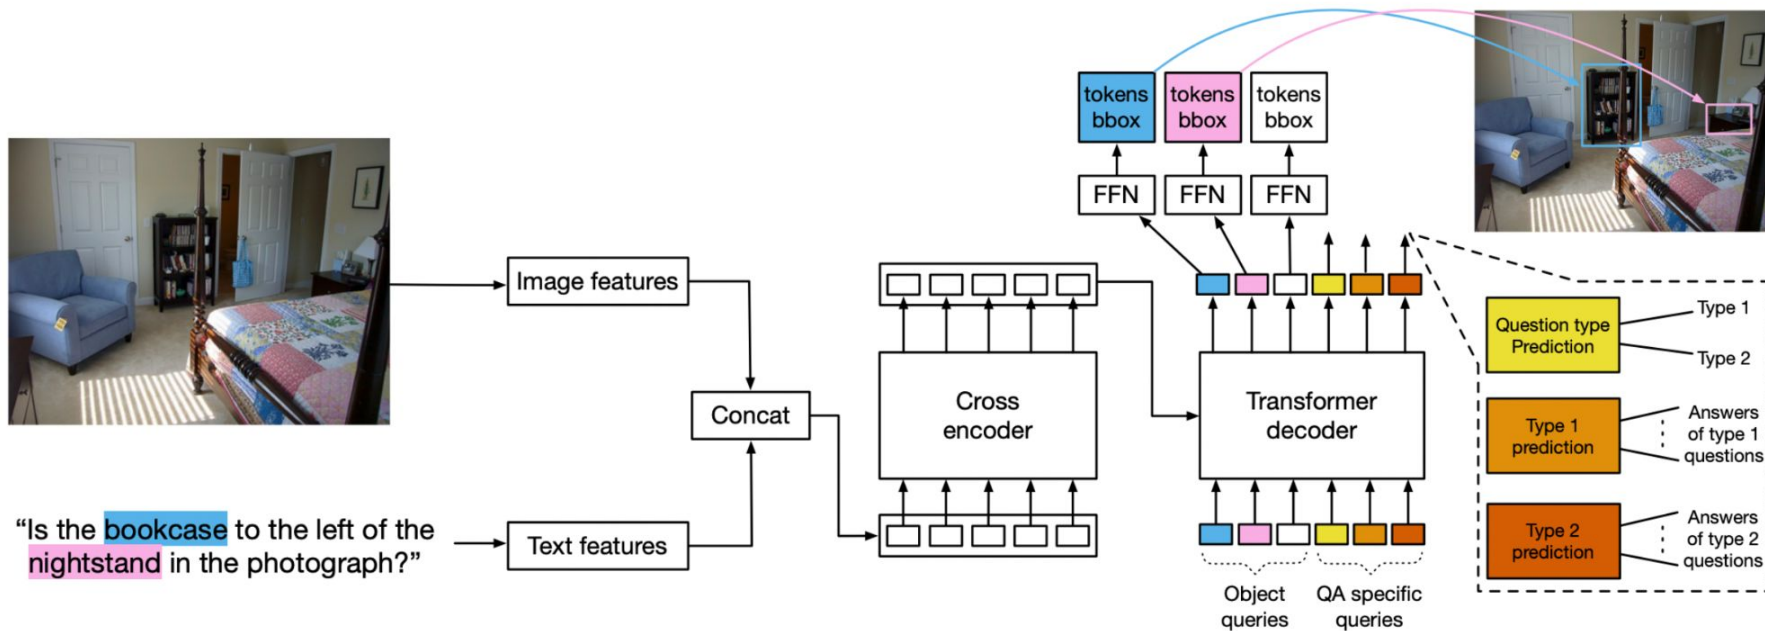 “Is the bookcase to the left of the
nightstand in the photograph?”
Image features
Text features
Concat
Cross
encoder
Transformer
decoder
Object
queries
QA specific
queries
FFN
FFN
FFN
tokens
bbox
tokens
bbox
tokens
bbox
Question type
Prediction
Type 1
Type 2
Type 1
prediction
Answers
of type 1
questions
Type 2
prediction
Answers
of type 2
questions